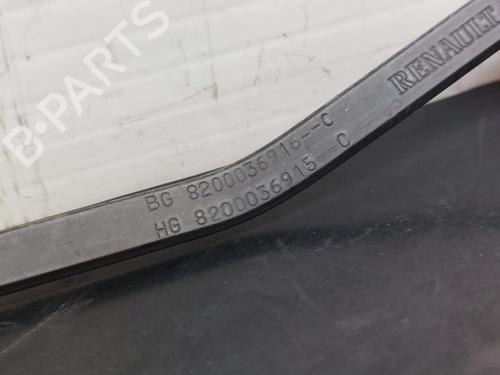 B-PARTS
RENAULT
BG 8200036916--C
HG 8200036915--C